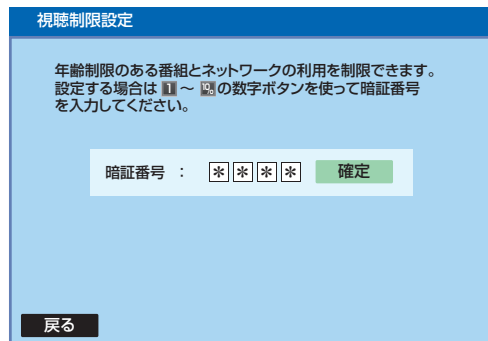 視聴制限設定
年齢制限のある番組とネットワークの利用を制限できます。
設定する場合は 1 ～ 10 の数字ボタンを使って暗証番号
を入力してください。
暗証番号 ： ＊ ＊ ＊ ＊ 確定
戻る